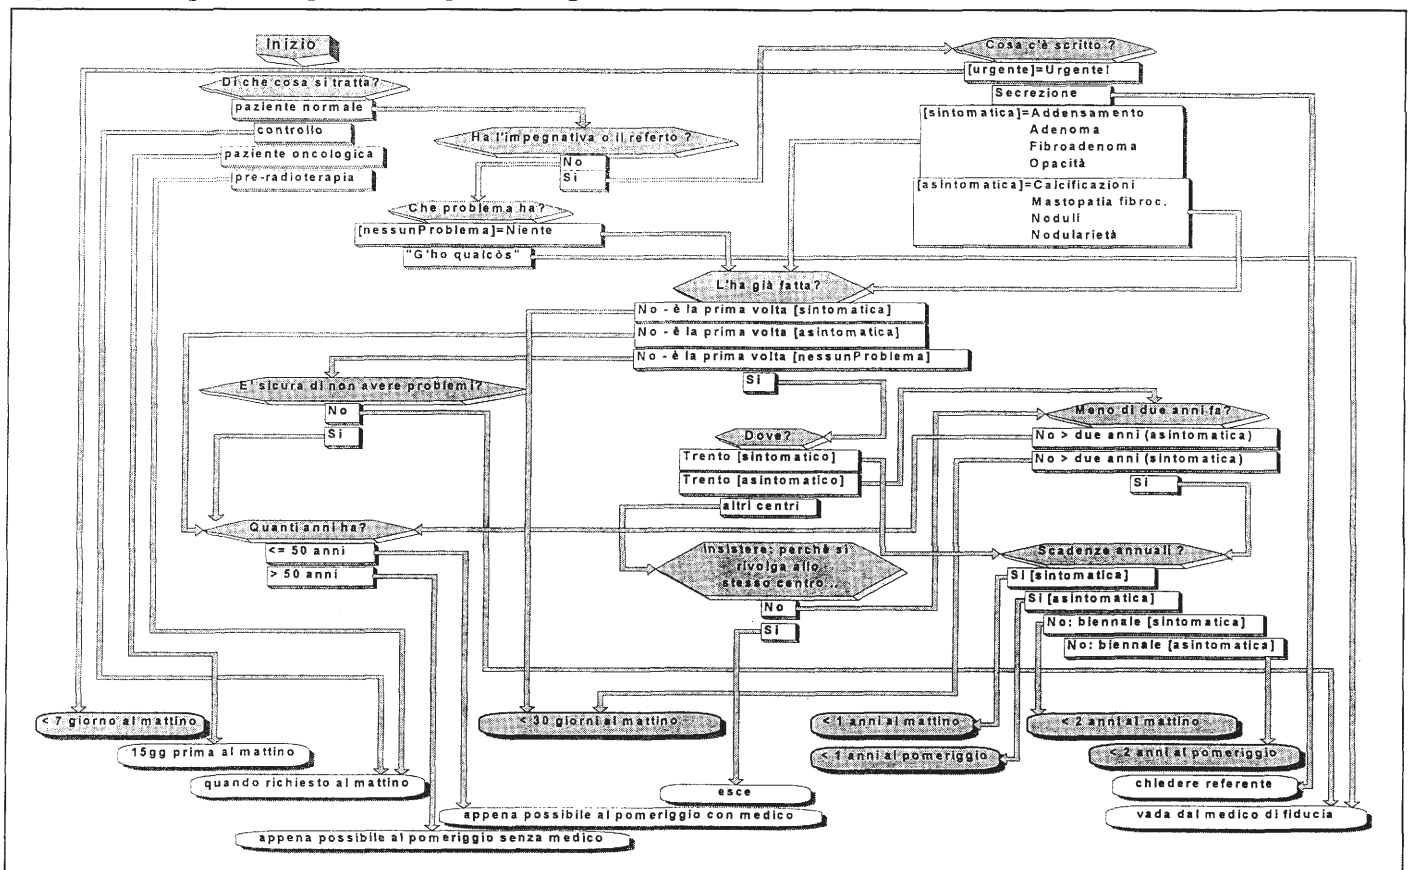 Inizio
Di che cosa si tratta?
paziente normale
controllo
paziente oncologica
pre-radioterapia
Ha l'impegnativa o il referto ?
No
Si
Che problema ha?
[nessunProblema]=Niente
"G'ho qualcòs"
Cosa c'è scritto ?
[urgente]=Urgente!
Secrezione
[sintomatica]=Addensamento
Adenoma
Fibroadenoma
Opacità
[asintomatica]=Calcificazioni
Mastopatia fibroc.
Noduli
Nodularietà
L'ha già fatta?
No - è la prima volta [sintomatica]
No - è la prima volta [asintomatica]
No - è la prima volta [nessunProblema]
Si
E' sicura di non avere problemi?
No
Si
Dove?
Trento [sintomatico]
Trento [asintomatico]
altri centri
Meno di due anni fa?
No > due anni (asintomatica)
No > due anni (sintomatica)
Si
Quanti anni ha?
<= 50 anni
> 50 anni
Insistere: perchè si
rivolga allo
stesso centro...
No
Si
Scadenze annuali ?
Si [sintomatica]
Si [asintomatica]
No: biennale [sintomatica]
No: biennale [asintomatica]
< 7 giorno al mattino
15gg prima al mattino
quando richiesto al mattino
< 30 giorni al mattino
< 1 anni al mattino
< 1 anni al pomeriggio
< 2 anni al mattino
< 2 anni al pomeriggio
esce
chiedere referente
appena possibile al pomeriggio con medico
vada dal medico di fiducia
appena possibile al pomeriggio senza medico